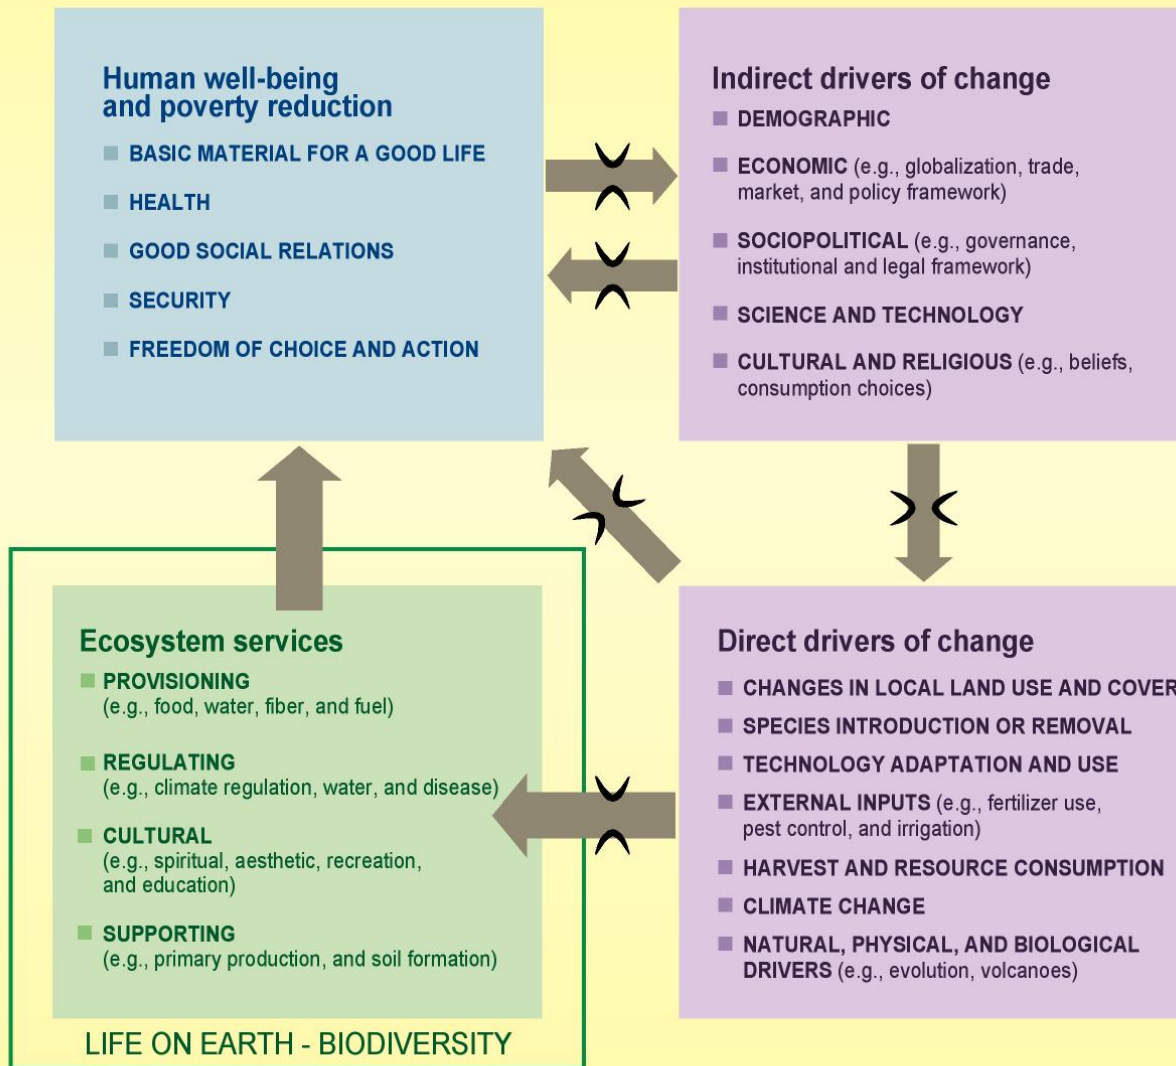 Human well-being
and poverty reduction
BASIC MATERIAL FOR A GOOD LIFE
HEALTH
GOOD SOCIAL RELATIONS
SECURITY
FREEDOM OF CHOICE AND ACTION
Indirect drivers of change
DEMOGRAPHIC
ECONOMIC (e.g., globalization, trade,
market, and policy framework)
SOCIOPOLITICAL (e.g., governance,
institutional and legal framework)
SCIENCE AND TECHNOLOGY
CULTURAL AND RELIGIOUS (e.g., beliefs,
consumption choices)
Ecosystem services
PROVISIONING
(e.g., food, water, fiber, and fuel)
REGULATING
(e.g., climate regulation, water, and disease)
CULTURAL
(e.g., spiritual, aesthetic, recreation,
and education)
SUPPORTING
(e.g., primary production, and soil formation)
LIFE ON EARTH - BIODIVERSITY
Direct drivers of change
CHANGES IN LOCAL LAND USE AND COVER
SPECIES INTRODUCTION OR REMOVAL
TECHNOLOGY ADAPTATION AND USE
EXTERNAL INPUTS (e.g., fertilizer use,
pest control, and irrigation)
HARVEST AND RESOURCE CONSUMPTION
CLIMATE CHANGE
NATURAL, PHYSICAL, AND BIOLOGICAL
DRIVERS (e.g., evolution, volcanoes)